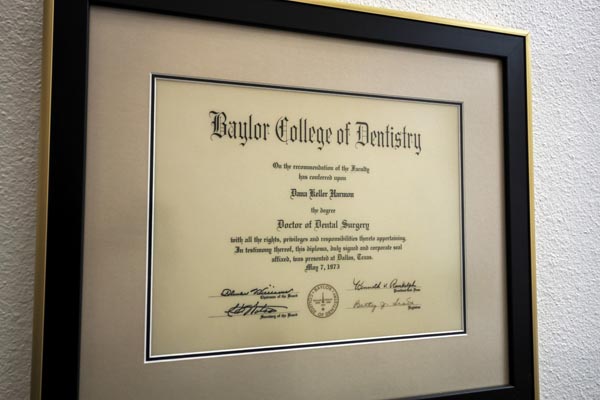 Baylor College of Dentistry
On the recommendation of the Faculty
has conferred upon
Dana Keller Harmon
the degree
Doctor of Dental Surgery
with all the rights, privileges and responsibilities thereto appertaining.
In testimony thereof, this diploma, duly signed and corporate seal
affixed, was presented at Dallas, Texas.
May 7, 1973
Chairman of the Board
Secretary of the Board
Registrar